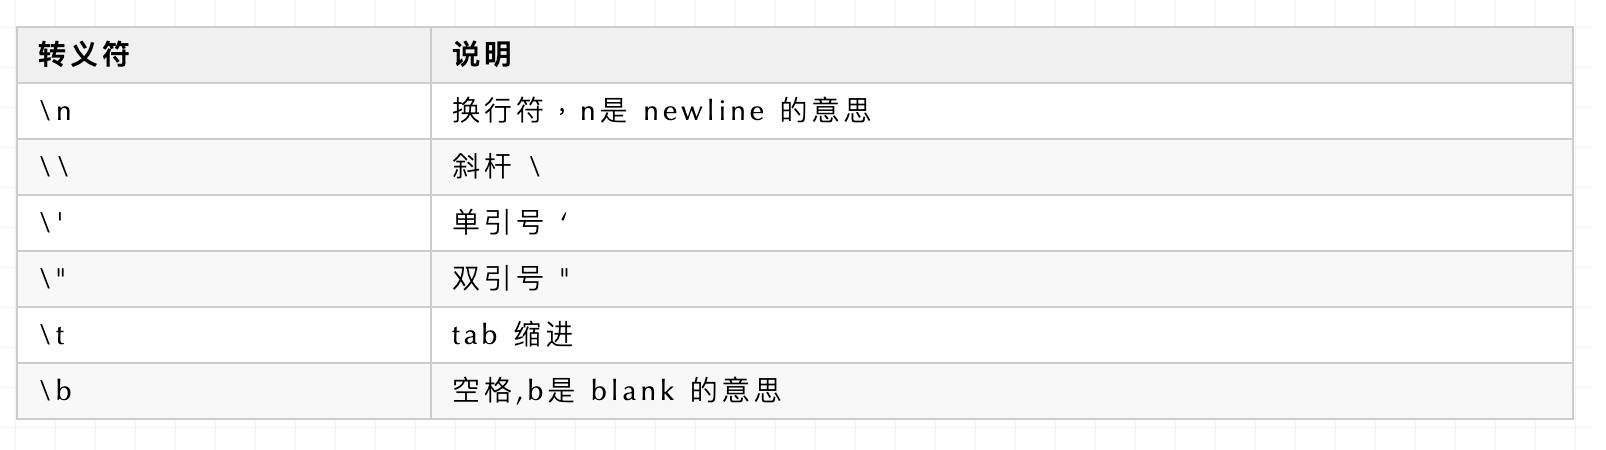 转义符 说明
\n 换行符，n是 newline 的意思
\\ 斜杆 \
\' 单引号 ‘
\" 双引号 "
\t tab 缩进
\b 空格,b是 blank 的意思